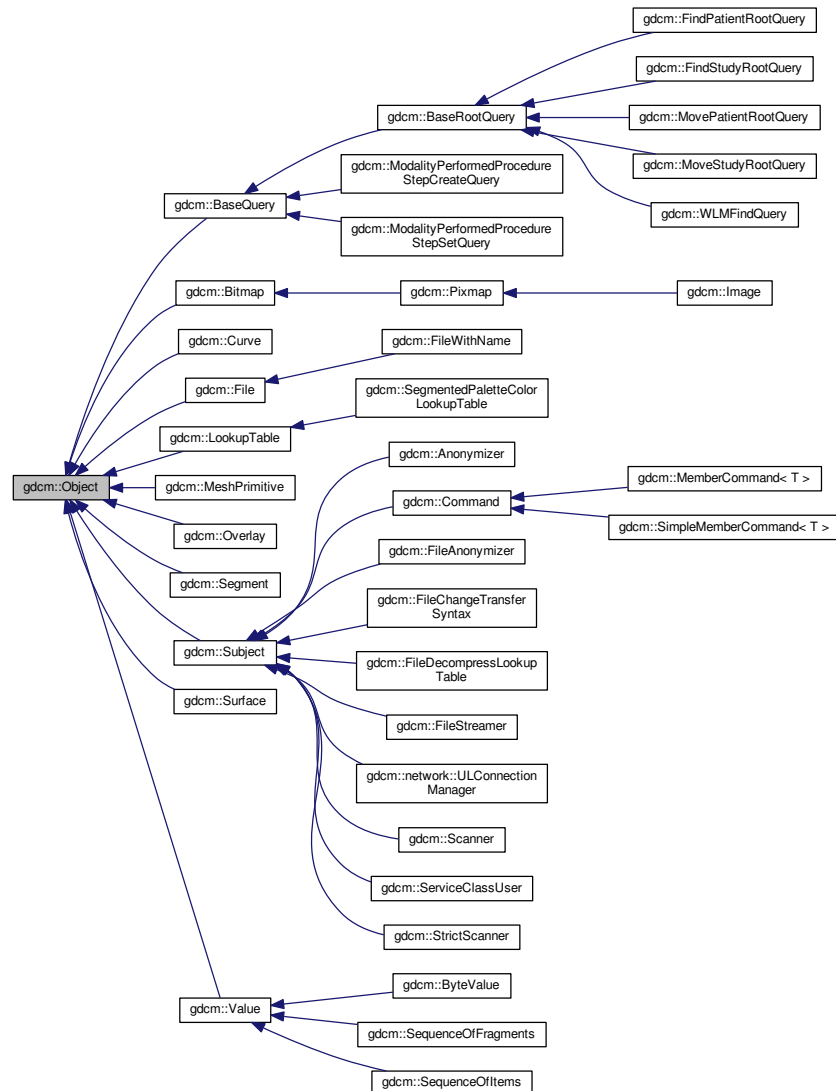 gdcm::FindPatientRootQuery
gdcm::FindStudyRootQuery
gdcm::BaseRootQuery
gdcm::MovePatientRootQuery
gdcm::MoveStudyRootQuery
gdcm::ModalityPerformedProcedure
StepCreateQuery
gdcm::BaseQuery
gdcm::WLMFindQuery
gdcm::ModalityPerformedProcedure
StepSetQuery
gdcm::Bitmap
gdcm::Pixmap
gdcm::Image
gdcm::Curve
gdcm::FileWithName
gdcm::File
gdcm::SegmentedPaletteColor
LookupTable
gdcm::LookupTable
gdcm::Anonymizer
gdcm::Object
gdcm::MeshPrimitive
gdcm::MemberCommand< T >
gdcm::Command
gdcm::SimpleMemberCommand< T >
gdcm::Overlay
gdcm::FileAnonymizer
gdcm::Segment
gdcm::FileChangeTransfer
Syntax
gdcm::Subject
gdcm::FileDecompressLookup
Table
gdcm::Surface
gdcm::FileStreamer
gdcm::network::ULConnection
Manager
gdcm::Scanner
gdcm::ServiceClassUser
gdcm::StrictScanner
gdcm::ByteValue
gdcm::Value
gdcm::SequenceOfFragments
gdcm::SequenceOfItems